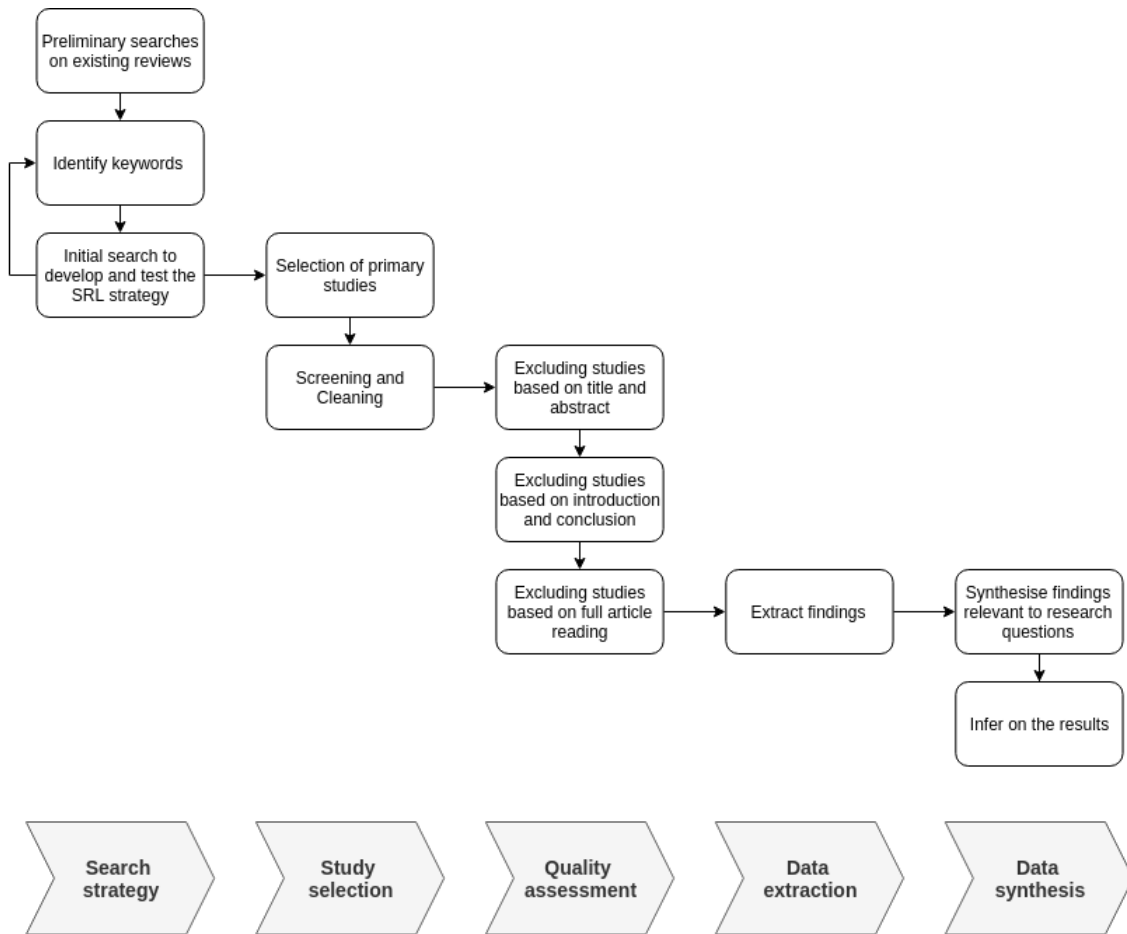 Preliminary searches
on existing reviews
Identify keywords
Initial search to
develop and test the
SRL strategy
Selection of primary
studies
Screening and
Cleaning
Excluding studies
based on title and
abstract
Excluding studies
based on introduction
and conclusion
Excluding studies
based on full article
reading
Extract findings
Synthesise findings
relevant to research
questions
Infer on the results
Search
strategy
Study
selection
Quality
assessment
Data
extraction
Data
synthesis